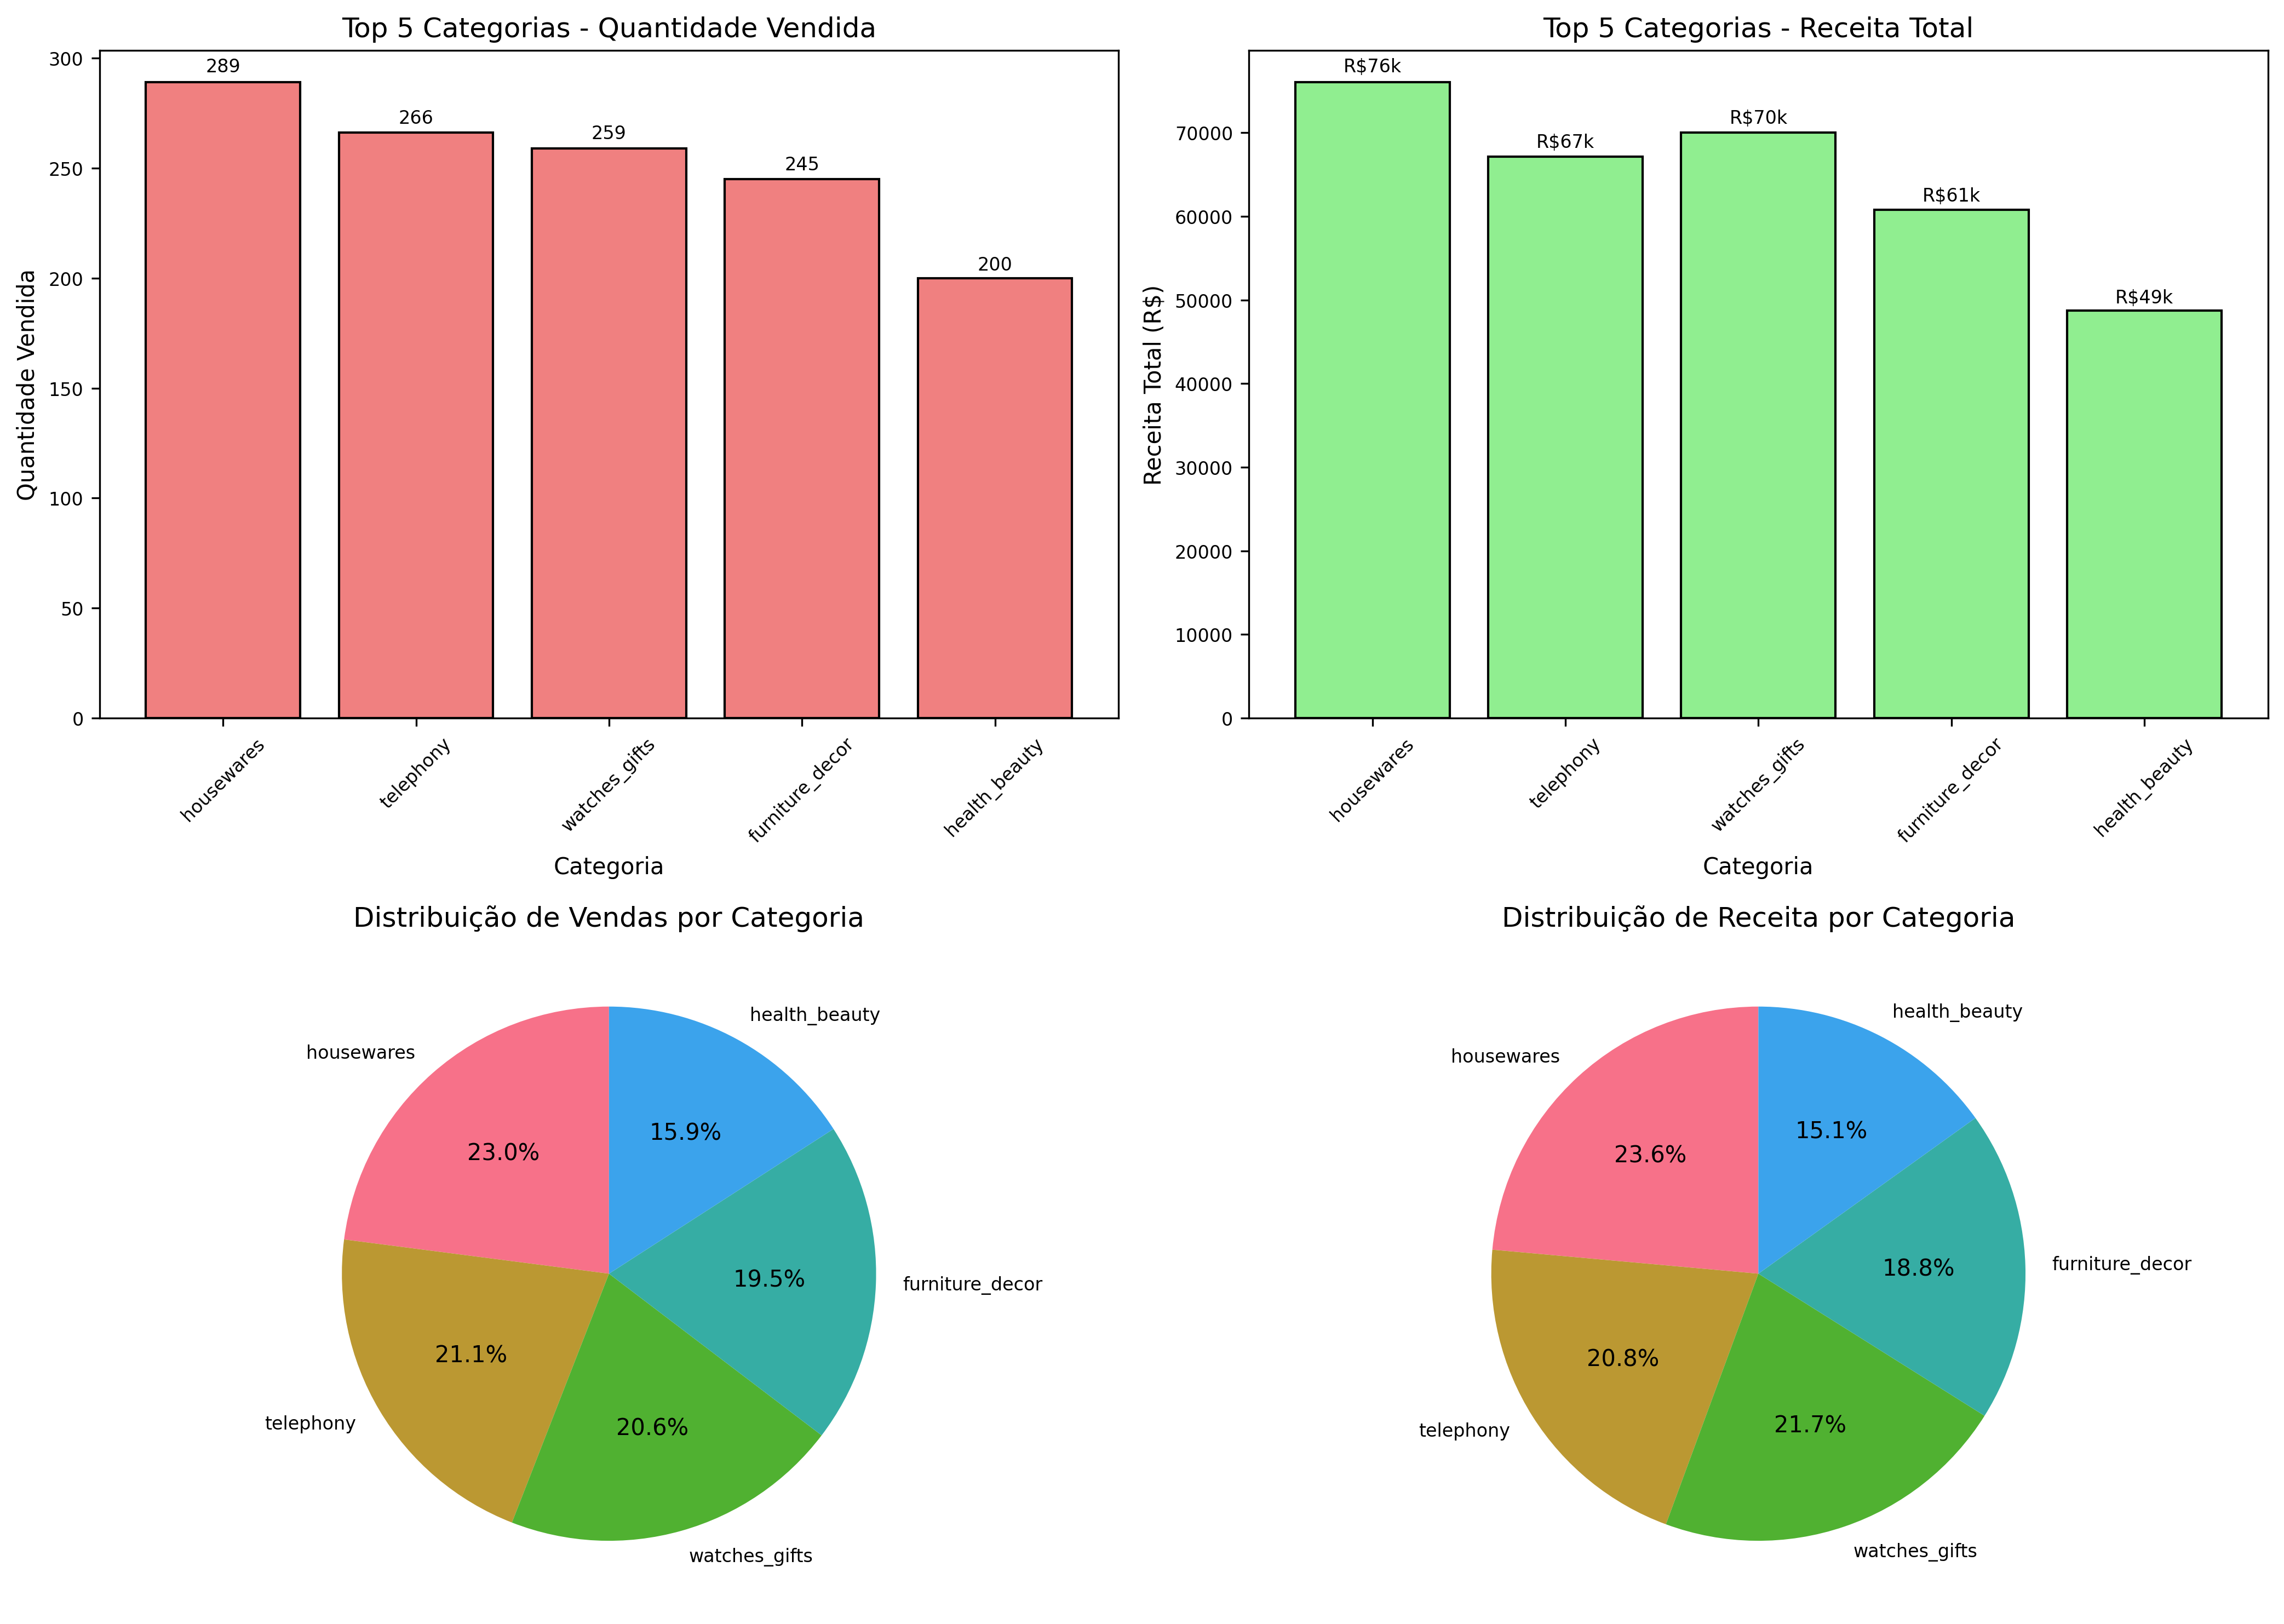 Top 5 Categorias - Quantidade Vendida
300
250
200
150
100
50
0
Quantidade Vendida
289
266
259
245
200
housewares
telephony
watches_gifts
furniture_decor
health_beauty
Categoria
Top 5 Categorias - Receita Total
70000
60000
50000
40000
30000
20000
10000
0
Receita Total (R$)
R$76k
R$67k
R$70k
R$61k
R$49k
housewares
telephony
watches_gifts
furniture_decor
health_beauty
Categoria
Distribuição de Vendas por Categoria
housewares
23.0%
telephony
21.1%
watches_gifts
20.6%
furniture_decor
19.5%
health_beauty
15.9%
Distribuição de Receita por Categoria
housewares
23.6%
telephony
20.8%
watches_gifts
21.7%
furniture_decor
18.8%
health_beauty
15.1%